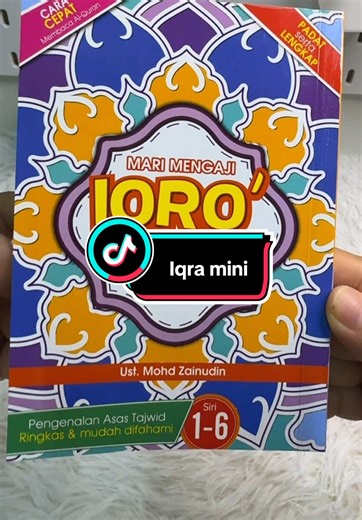 CARA
CEPAT
Membaca Al-Quran
PADAT
serta
LENGKAP
MARI MENGAJI
IQRO'
Iqra mini
Ust. Mohd Zainudin
Pengenalan Asas Tajwid
Ringkas & mudah difahami
Siri
1-6